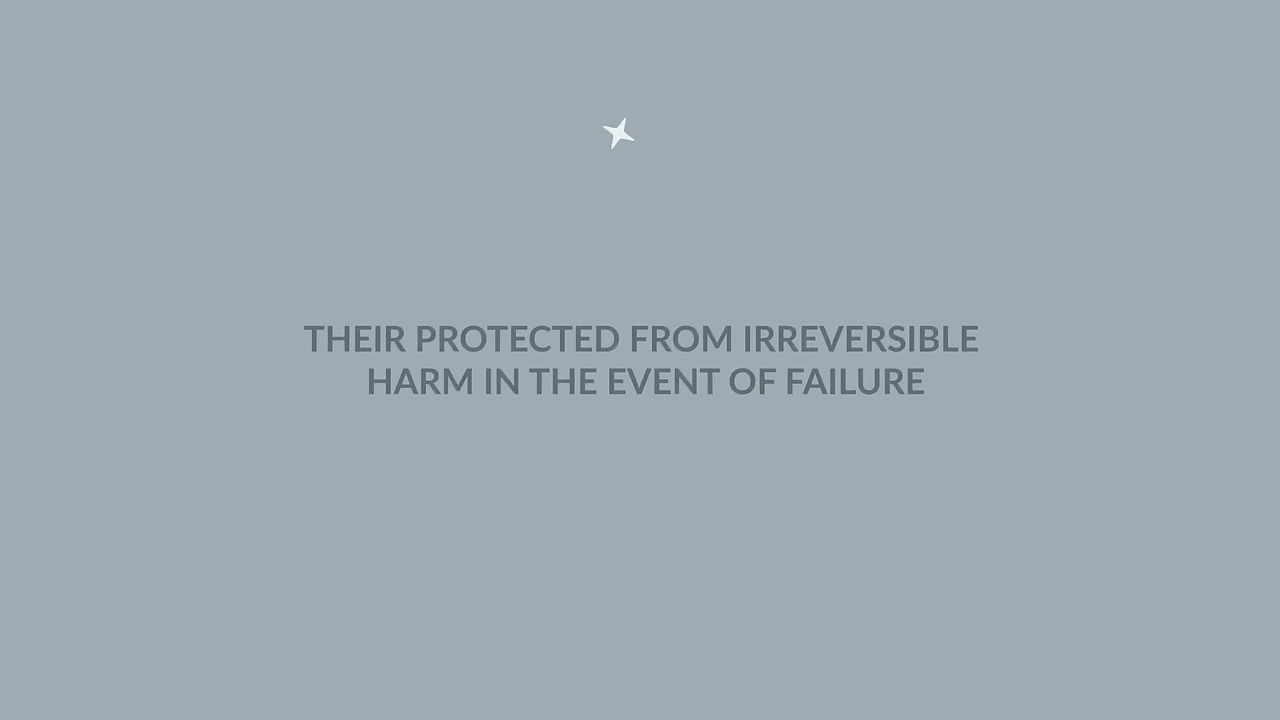 THEIR PROTECTED FROM IRREVERSIBLE
HARM IN THE EVENT OF FAILURE